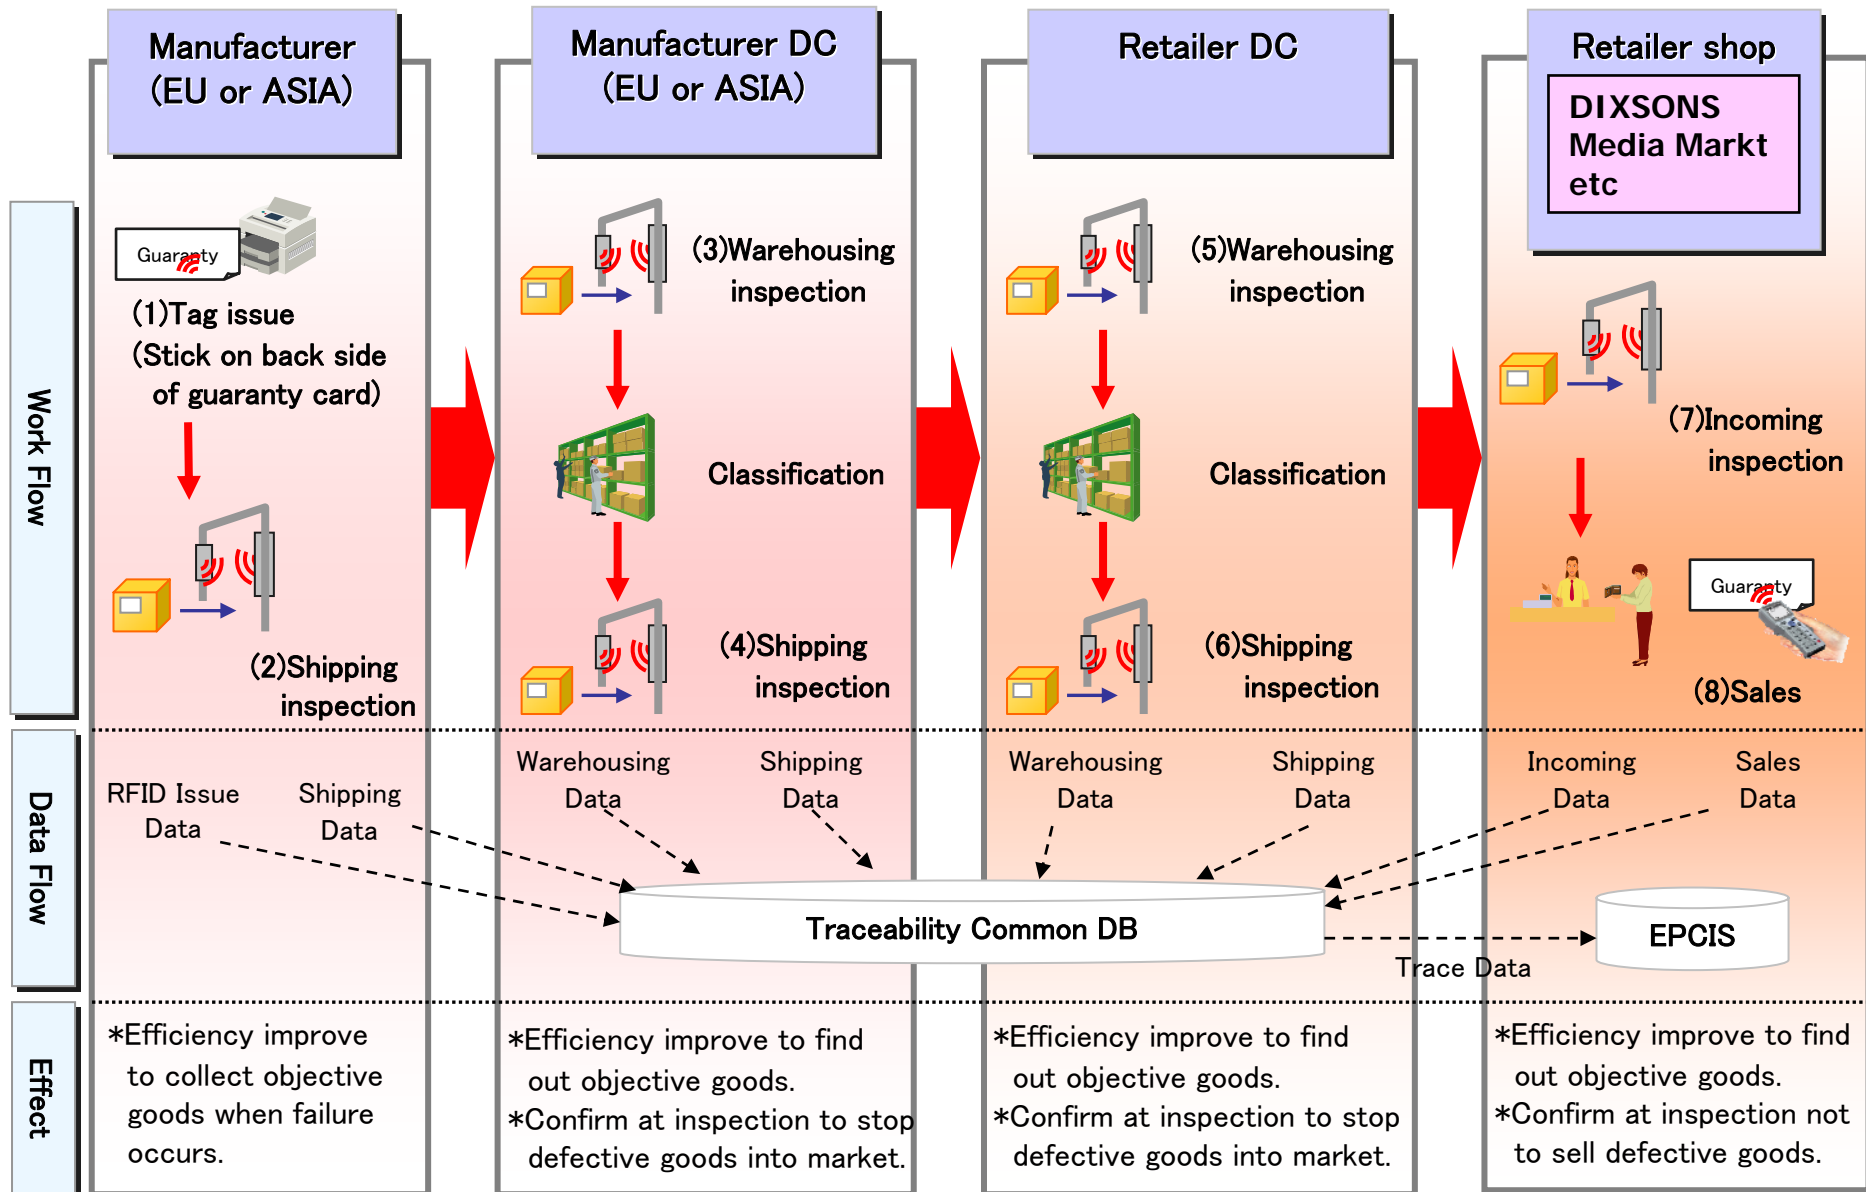 Manufacturer
(EU or ASIA)
Manufacturer DC
(EU or ASIA)
Retailer DC
Retailer shop
DIXSONS
Media Markt
etc
Work Flow
Guaranty
(1)Tag issue
(Stick on back side
of guaranty card)
(2)Shipping
inspection
(3)Warehousing
inspection
Classification
(4)Shipping
inspection
(5)Warehousing
inspection
Classification
(6)Shipping
inspection
(7)Incoming
inspection
Guaranty
(8)Sales
Data Flow
RFID Issue
Data
Shipping
Data
Warehousing
Data
Shipping
Data
Warehousing
Data
Shipping
Data
Incoming
Data
Sales
Data
Traceability Common DB
Trace Data
EPCIS
Effect
*Efficiency improve
to collect objective
goods when failure
occurs.
*Efficiency improve to find
out objective goods.
*Confirm at inspection to stop
defective goods into market.
*Efficiency improve to find
out objective goods.
*Confirm at inspection to stop
defective goods into market.
*Efficiency improve to find
out objective goods.
*Confirm at inspection not
to sell defective goods.